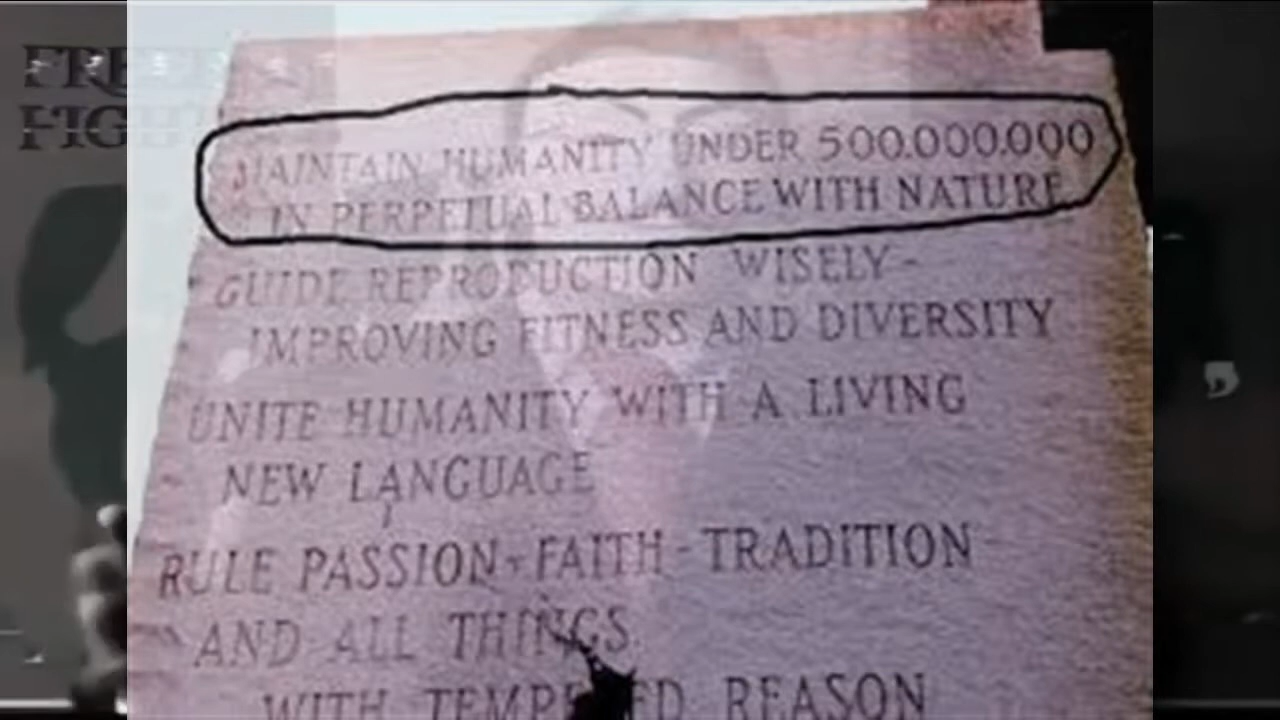 MAINTAIN HUMANITY UNDER 500.000.000
IN PERPETUAL BALANCE WITH NATURE
GUIDE REPRODUCTION WISELY-
IMPROVING FITNESS AND DIVERSITY
UNITE HUMANITY WITH A LIVING
NEW LANGUAGE
RULE PASSION-FAITH-TRADITION
AND ALL THINGS
WITH TEMPERED REASON